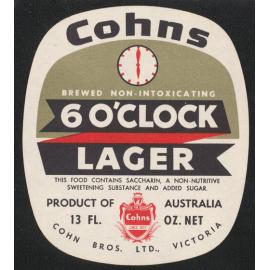 Cohns
BREWED NON-INTOXICATING
6 O'CLOCK
LAGER
THIS FOOD CONTAINS SACCHARIN, A NON-NUTRITIVE
SWEETENING SUBSTANCE AND ADDED SUGAR.
PRODUCT OF AUSTRALIA
13 FL. OZ. NET
Cohns
COHN BROS. LTD., VICTORIA